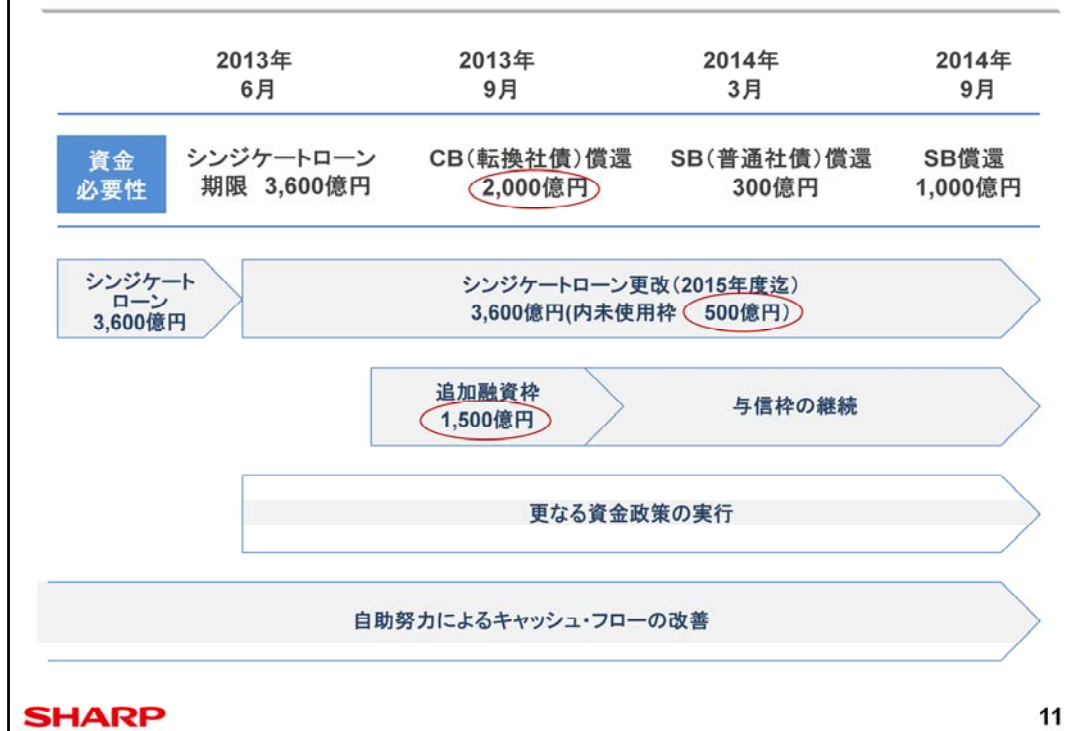 2013年
6月
2013年
9月
2014年
3月
2014年
9月
資金
必要性
シンジケートローン
期限 3,600億円
CB(転換社債)償還
2,000億円
SB(普通社債)償還
300億円
SB償還
1,000億円
シンジケート
ローン
3,600億円
シンジケートローン更改(2015年度迄)
3,600億円(内未使用枠 500億円)
追加融資枠
1,500億円
与信枠の継続
更なる資金政策の実行
自助努力によるキャッシュ・フローの改善
SHARP
11